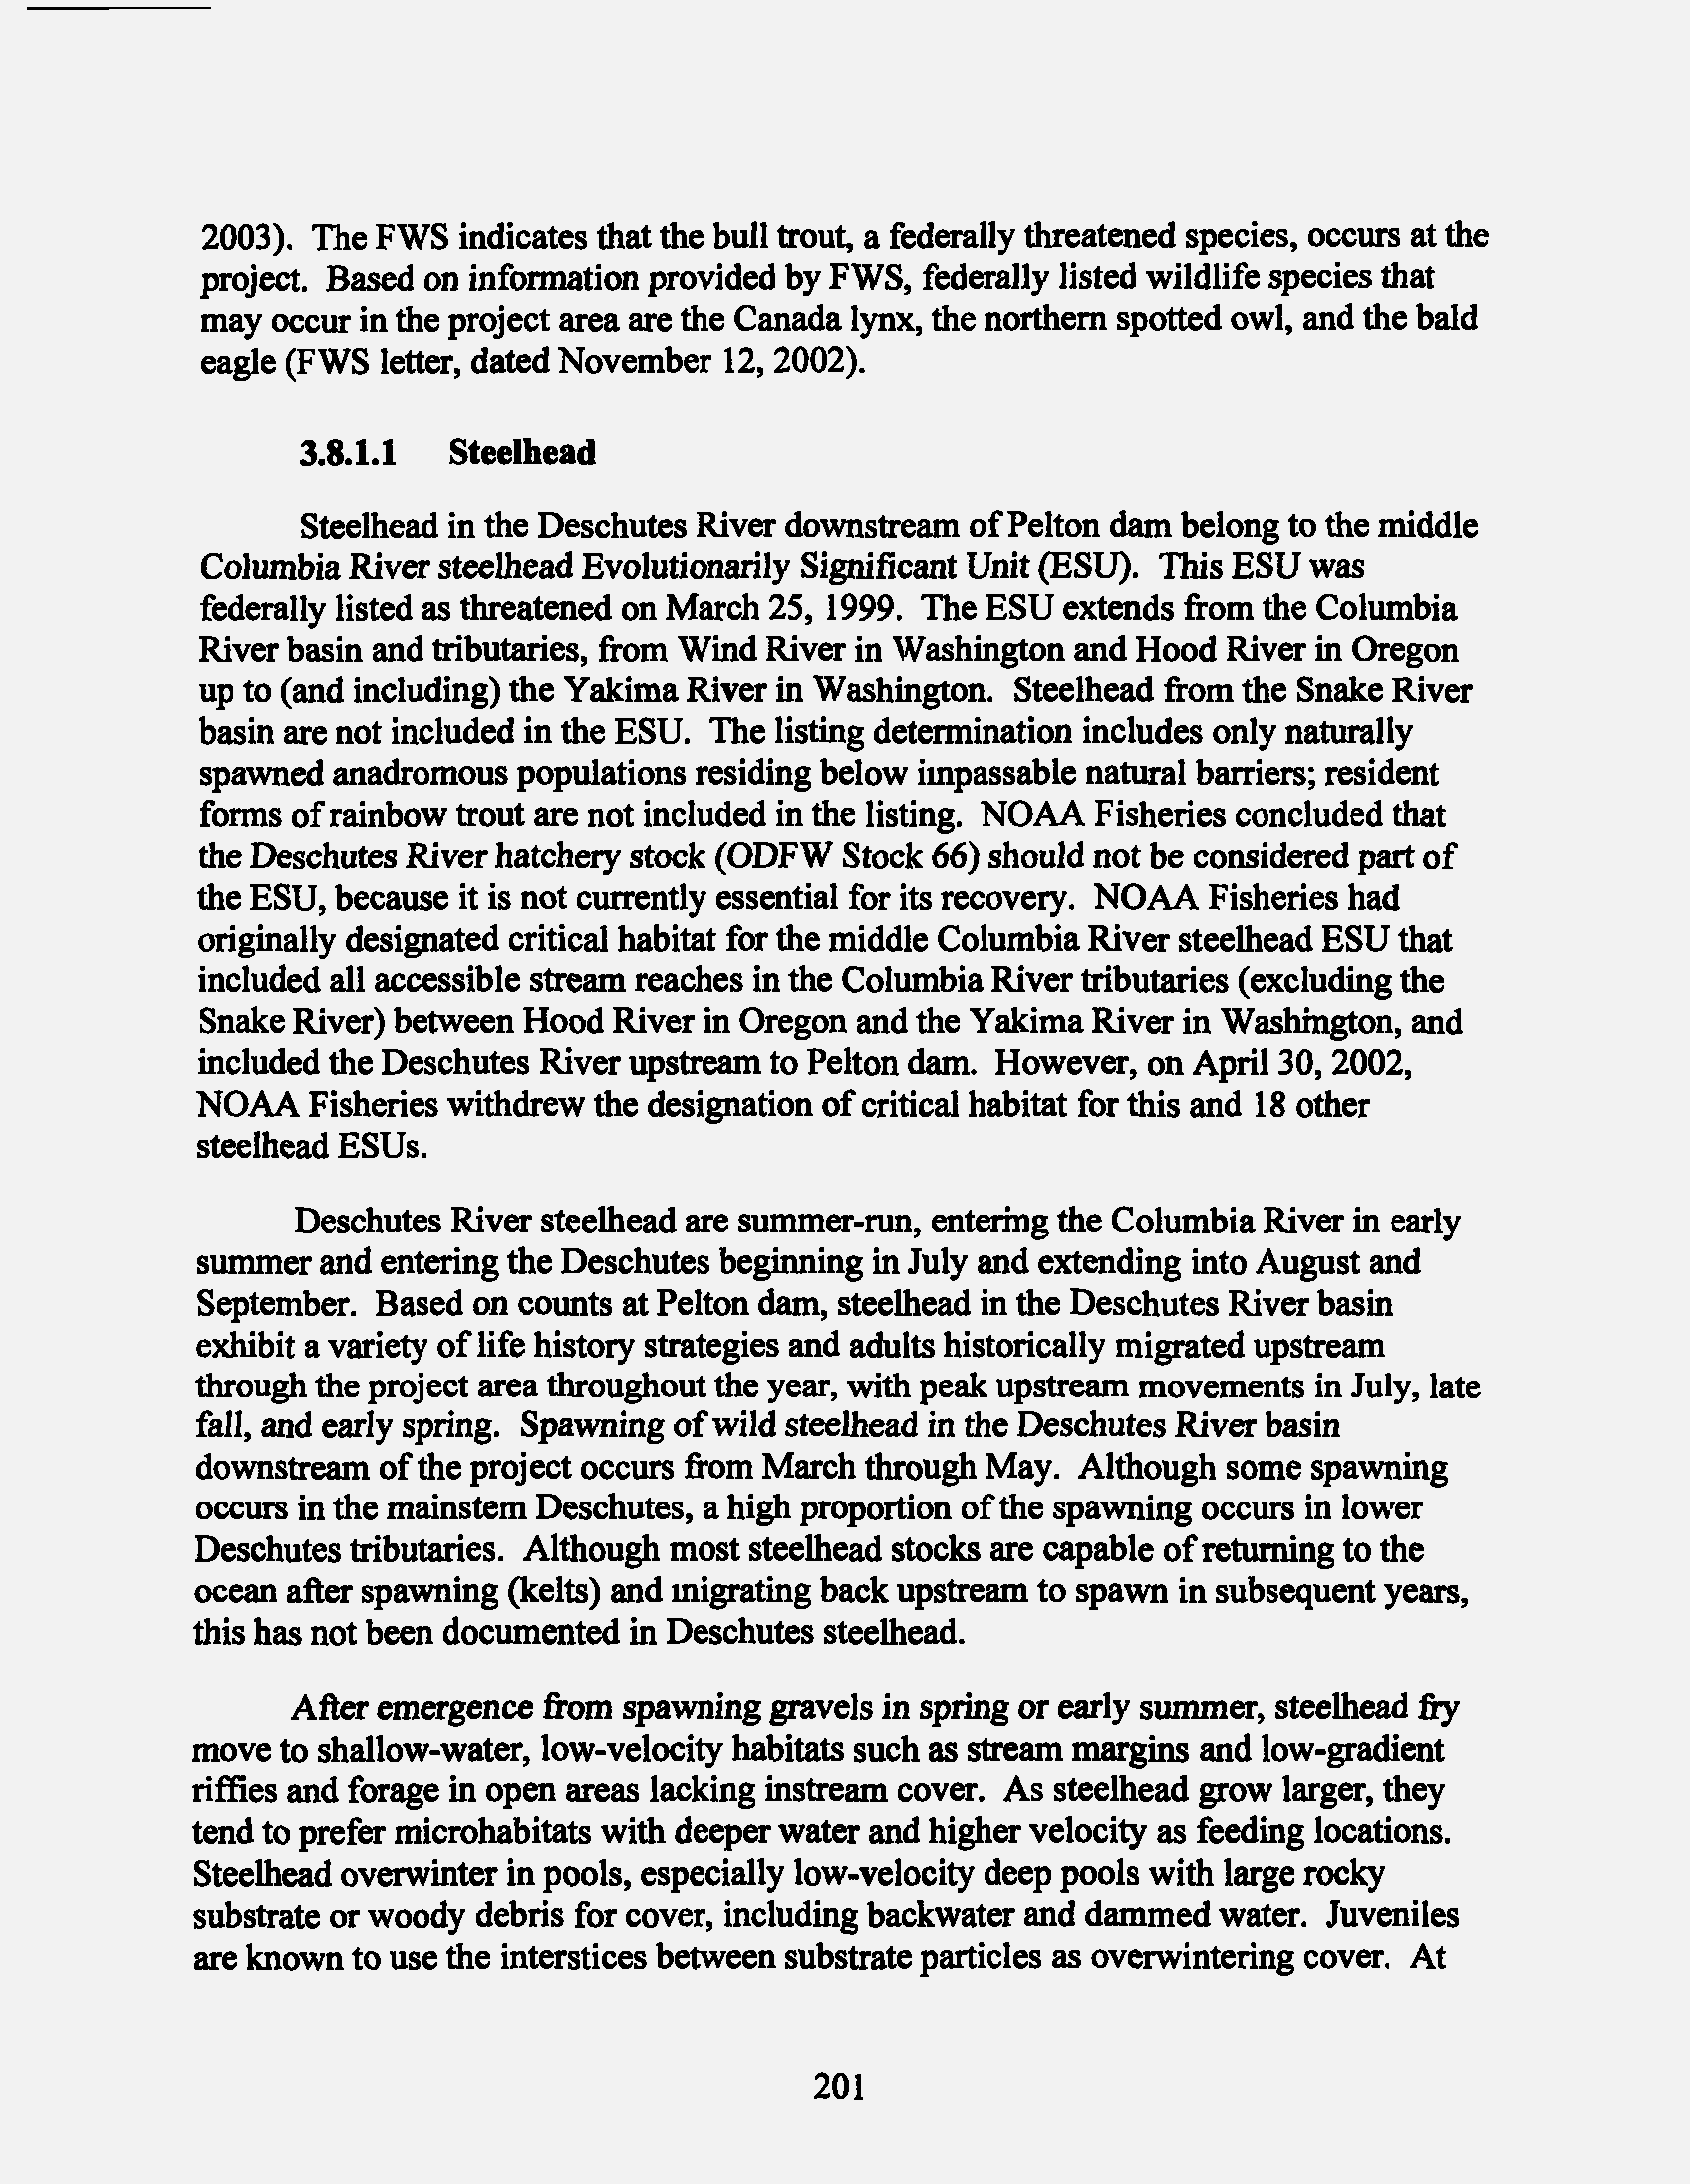 2003). The FWS indicates that the bull trout, a federally threatened species, occurs at the
project. Based on information provided by FWS, federally listed wildlife species that
may occur in the project area are the Canada lynx, the northern spotted owl, and the bald
eagle (FWS letter, dated November 12, 2002).
3.8.1.1 Steelhead
Steelhead in the Deschutes River downstream of Pelton dam belong to the middle
Columbia River steelhead Evolutionarily Significant Unit (ESU). This ESU was
federally listed as threatened on March 25, 1999. The ESU extends from the Columbia
River basin and tributaries, from Wind River in Washington and Hood River in Oregon
up to (and including) the Yakima River in Washington. Steelhead from the Snake River
basin are not included in the ESU. The listing determination includes only naturally
spawned anadromous populations residing below impassable natural barriers; resident
forms of rainbow trout are not included in the listing. NOAA Fisheries concluded that
the Deschutes River hatchery stock (ODFW Stock 66) should not be considered part of
the ESU, because it is not currently essential for its recovery. NOAA Fisheries had
originally designated critical habitat for the middle Columbia River steelhead ESU that
included all accessible stream reaches in the Columbia River tributaries (excluding the
Snake River) between Hood River in Oregon and the Yakima River in Washington, and
included the Deschutes River upstream to Pelton dam. However, on April 30, 2002,
NOAA Fisheries withdrew the designation of critical habitat for this and 18 other
steelhead ESUs.
Deschutes River steelhead are summer-run, entering the Columbia River in early
summer and entering the Deschutes beginning in July and extending into August and
September. Based on counts at Pelton dam, steelhead in the Deschutes River basin
exhibit a variety of life history strategies and adults historically migrated upstream
through the project area throughout the year, with peak upstream movements in July, late
fall, and early spring. Spawning of wild steelhead in the Deschutes River basin
downstream of the project occurs from March through May. Although some spawning
occurs in the mainstem Deschutes, a high proportion of the spawning occurs in lower
Deschutes tributaries. Although most steelhead stocks are capable of returning to the
ocean after spawning (kelts) and migrating back upstream to spawn in subsequent years,
this has not been documented in Deschutes steelhead.
After emergence from spawning gravels in spring or early summer, steelhead fry
move to shallow-water, low-velocity habitats such as stream margins and low-gradient
riffles and forage in open areas lacking instream cover. As steelhead grow larger, they
tend to prefer microhabitats with deeper water and higher velocity as feeding locations.
Steelhead overwinter in pools, especially low-velocity deep pools with large rocky
substrate or woody debris for cover, including backwater and dammed water. Juveniles
are known to use the interstices between substrate particles as overwintering cover. At
201